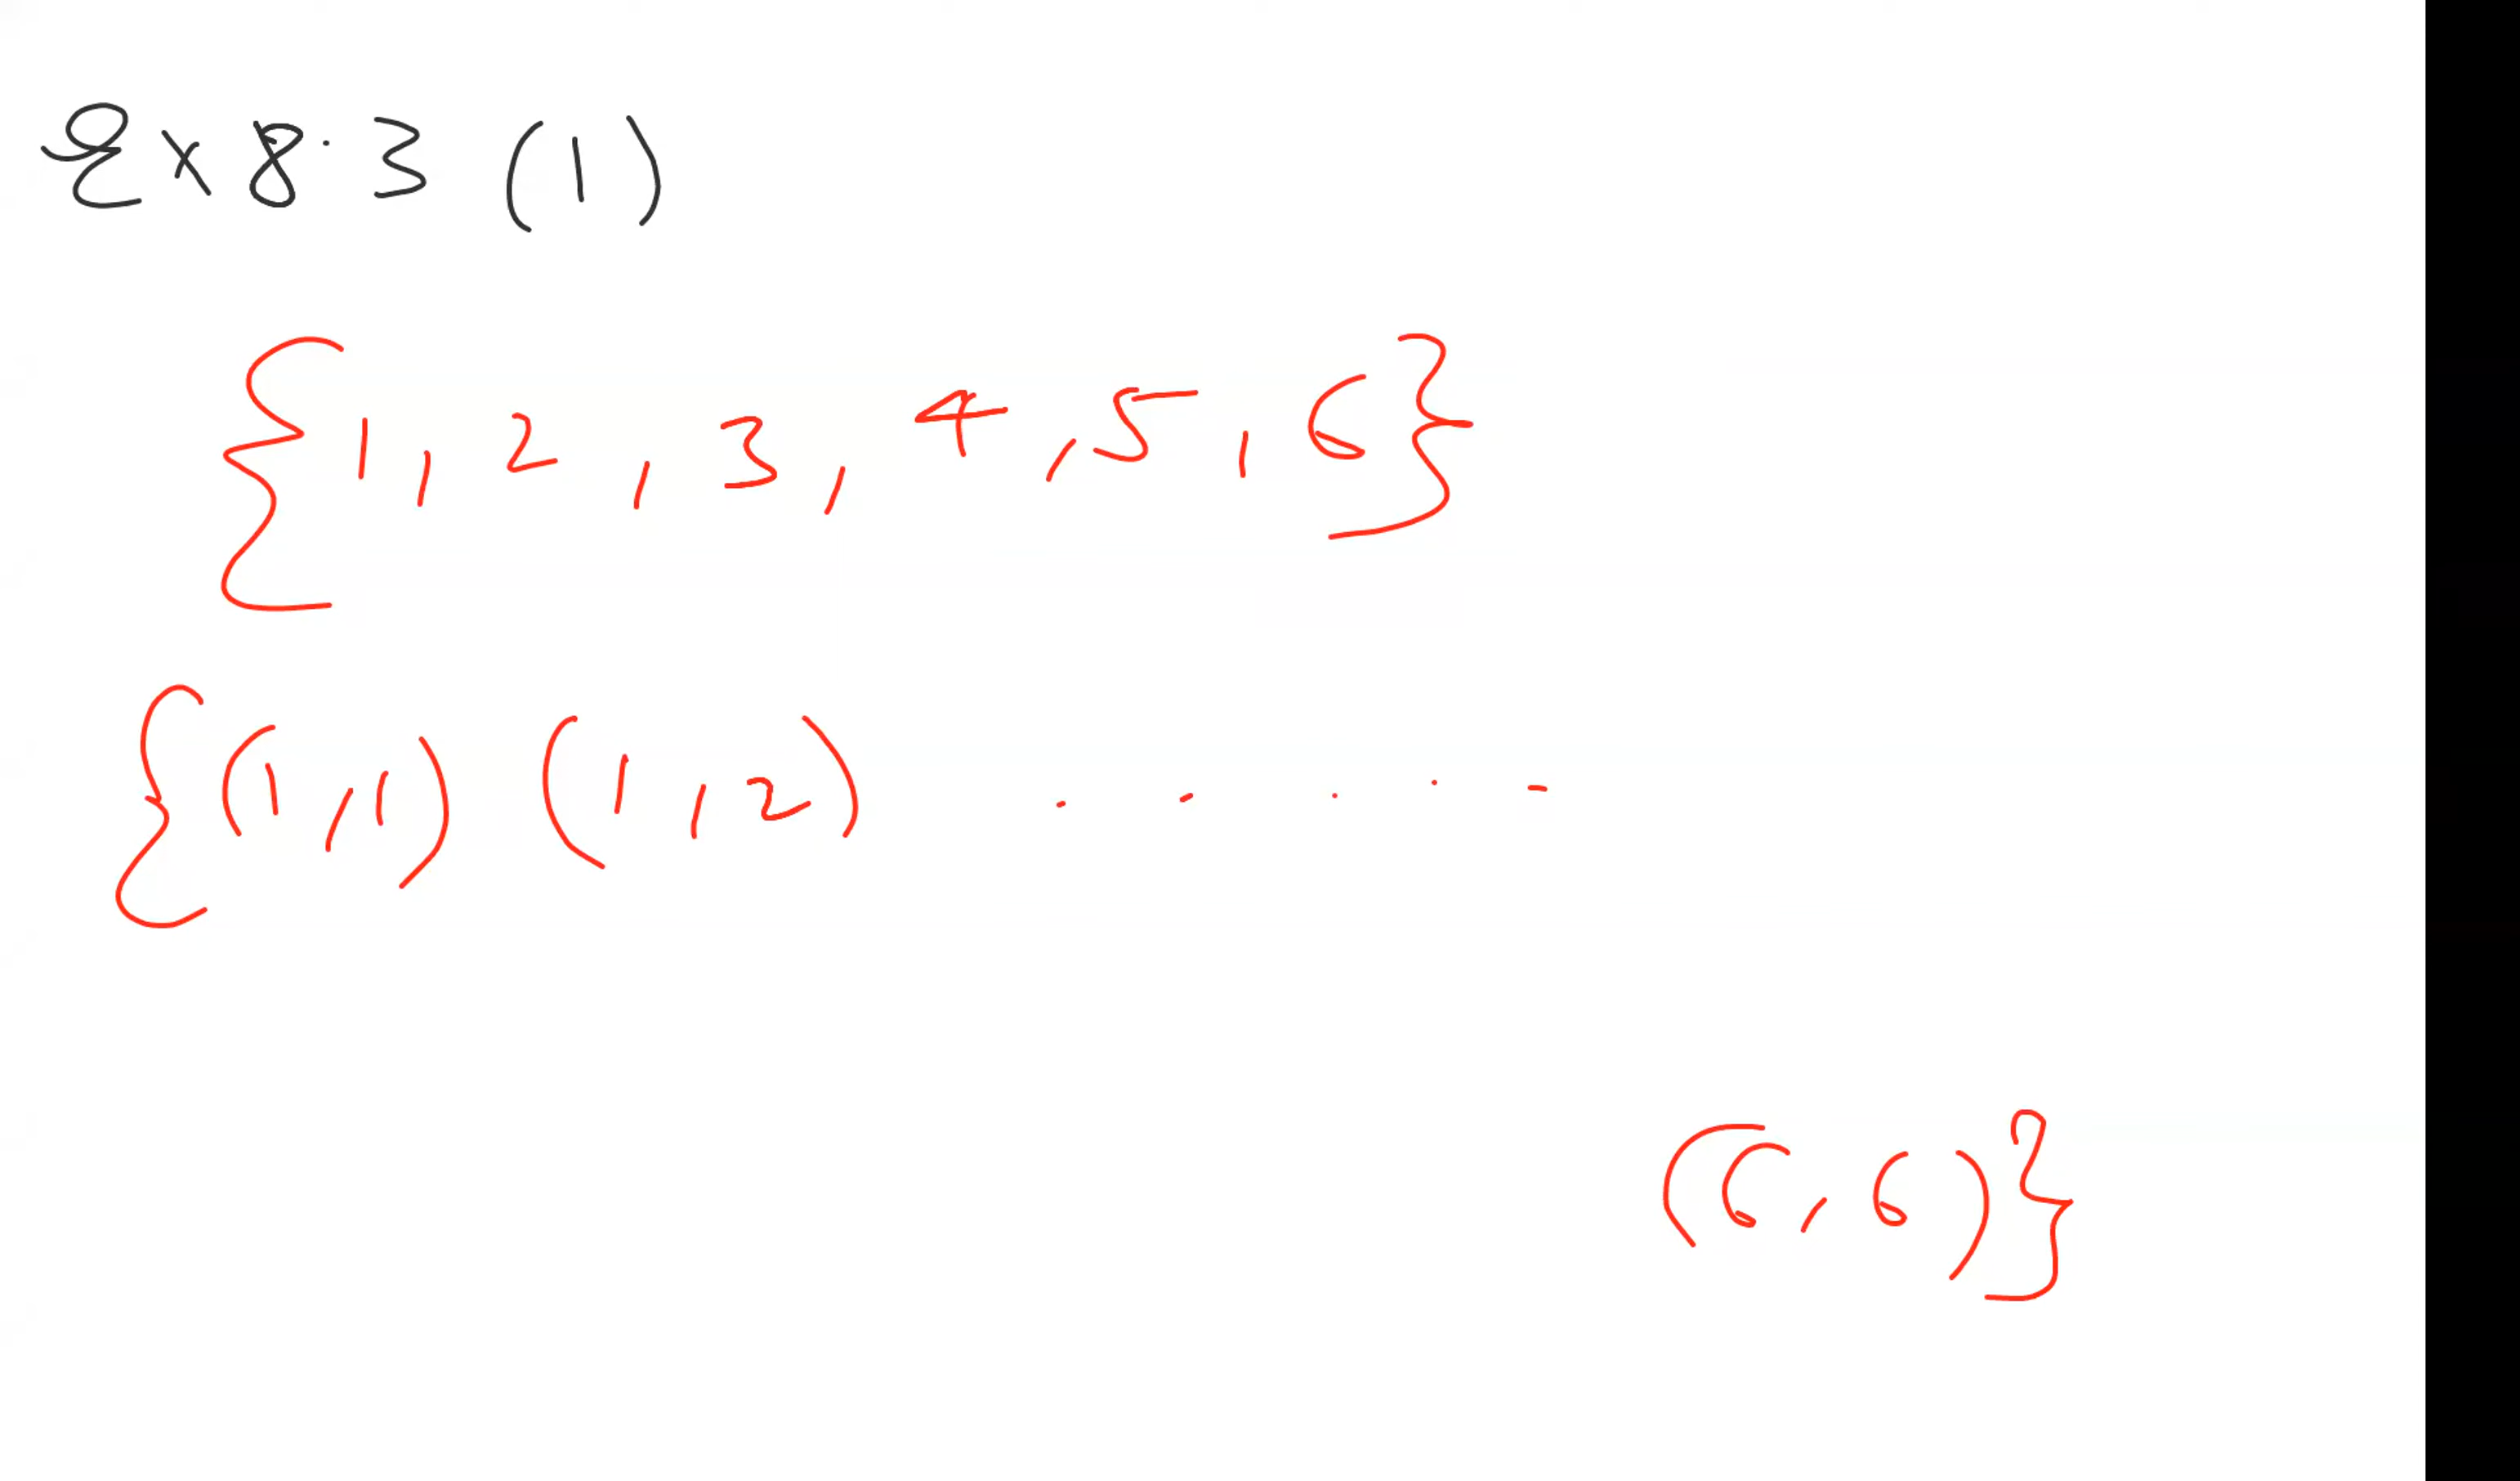 Ex 8.3 (1)
{1, 2, 3, 4, 5, 6}
{(1,1) (1,2) . . . . -
(6,6)}